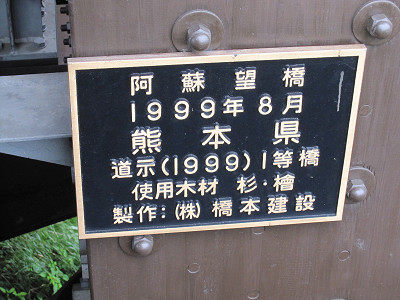 阿蘇望橋
1999年8月
熊本県
道示(1999)1等橋
使用木材 杉・檜
製作:(株)橋本建設